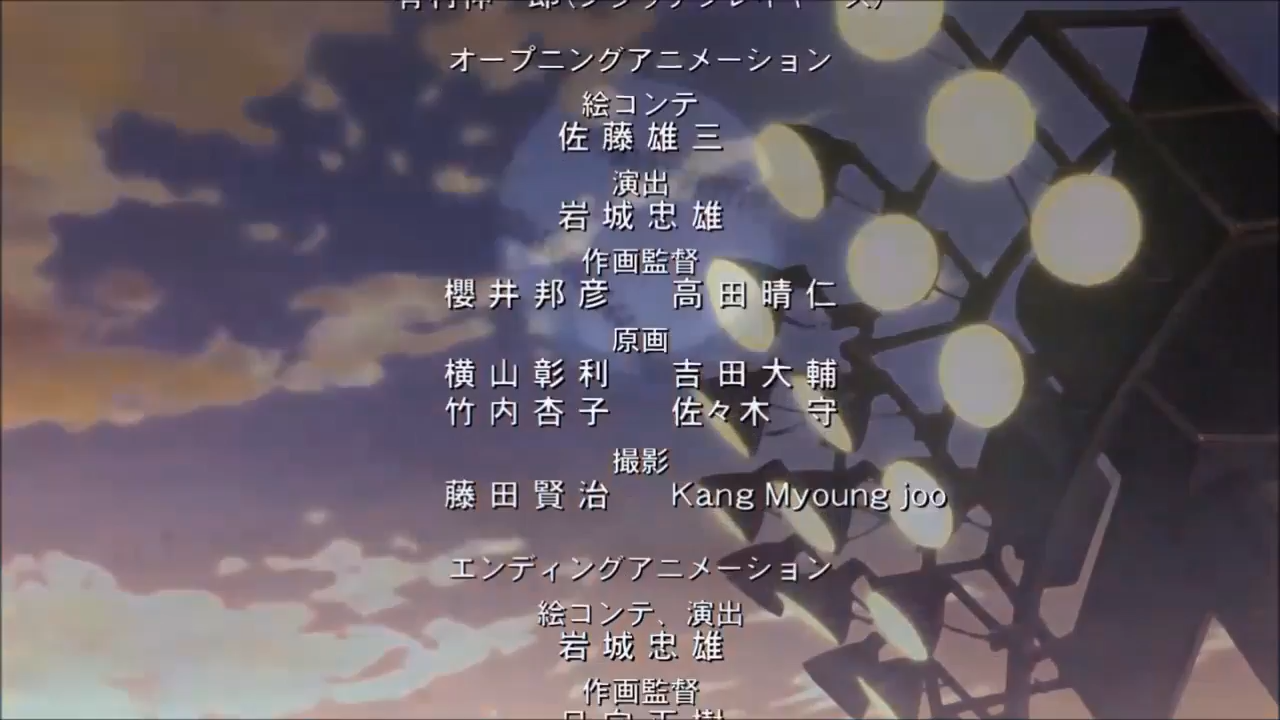 オープニングアニメーション
絵コンテ
佐藤雄三
演出
岩城忠雄
作画監督
櫻井邦彦　高田晴仁
原画
横山彰利　吉田大輔
竹内杏子　佐々木　守
撮影
藤田賢治　Kang Myoung joo
エンディングアニメーション
絵コンテ、演出
岩城忠雄
作画監督